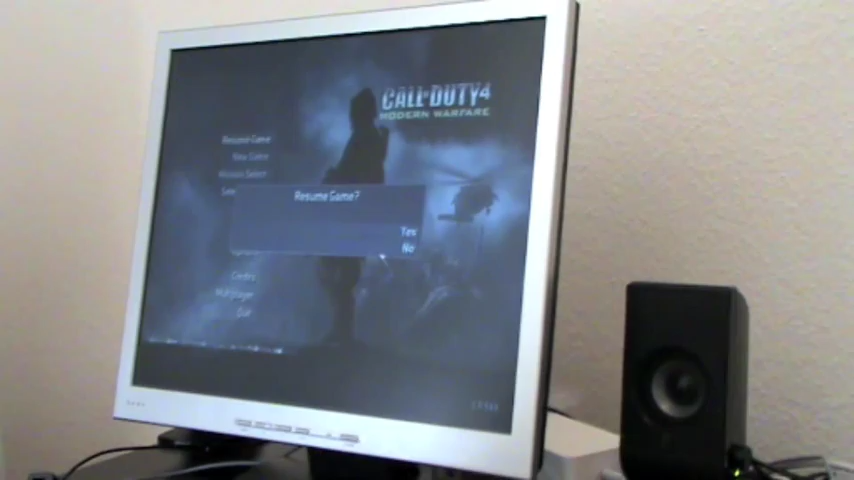 CALL OF DUTY 4
MODERN WARFARE
Resume Game
New Game
Mission Select
Resume Game?
Yes
No
Credits
Multiplayer
Quit